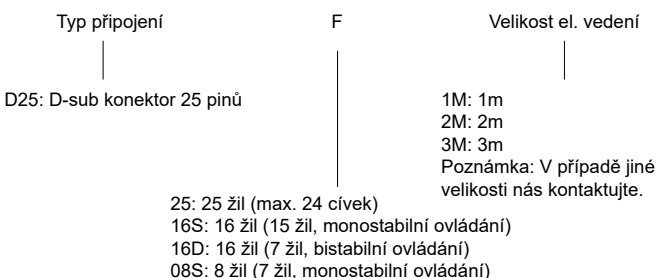 Typ připojení
F
Velikost el. vedení
D25: D-sub konektor 25 pinů
1M: 1m
2M: 2m
3M: 3m
Poznámka: V případě jiné
velikosti nás kontaktujte.
25: 25 žil (max. 24 cívek)
16S: 16 žil (15 žil, monostabilní ovládání)
16D: 16 žil (7 žil, bistabilní ovládání)
08S: 8 žil (7 žil, monostabilní ovládání)